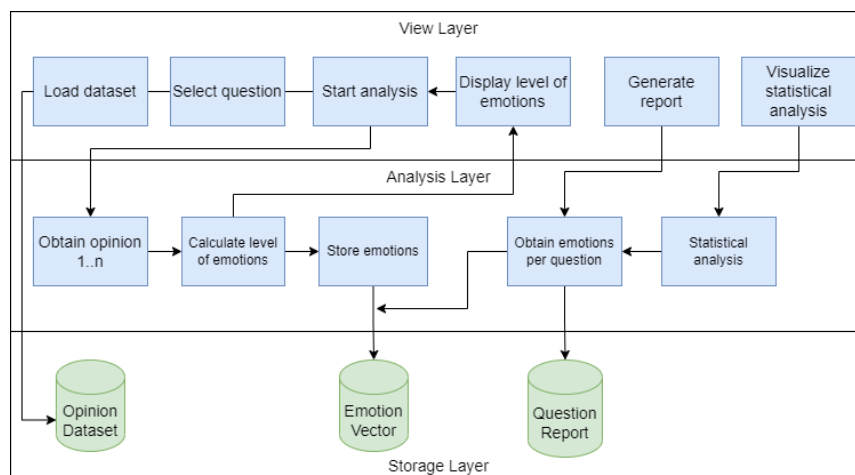 View Layer
Load dataset
Select question
Start analysis
Display level of
emotions
Generate
report
Visualize
statistical
analysis
Analysis Layer
Obtain opinion
1..n
Calculate level
of emotions
Store emotions
Obtain emotions
per question
Statistical
analysis
Opinion
Dataset
Emotion
Vector
Question
Report
Storage Layer